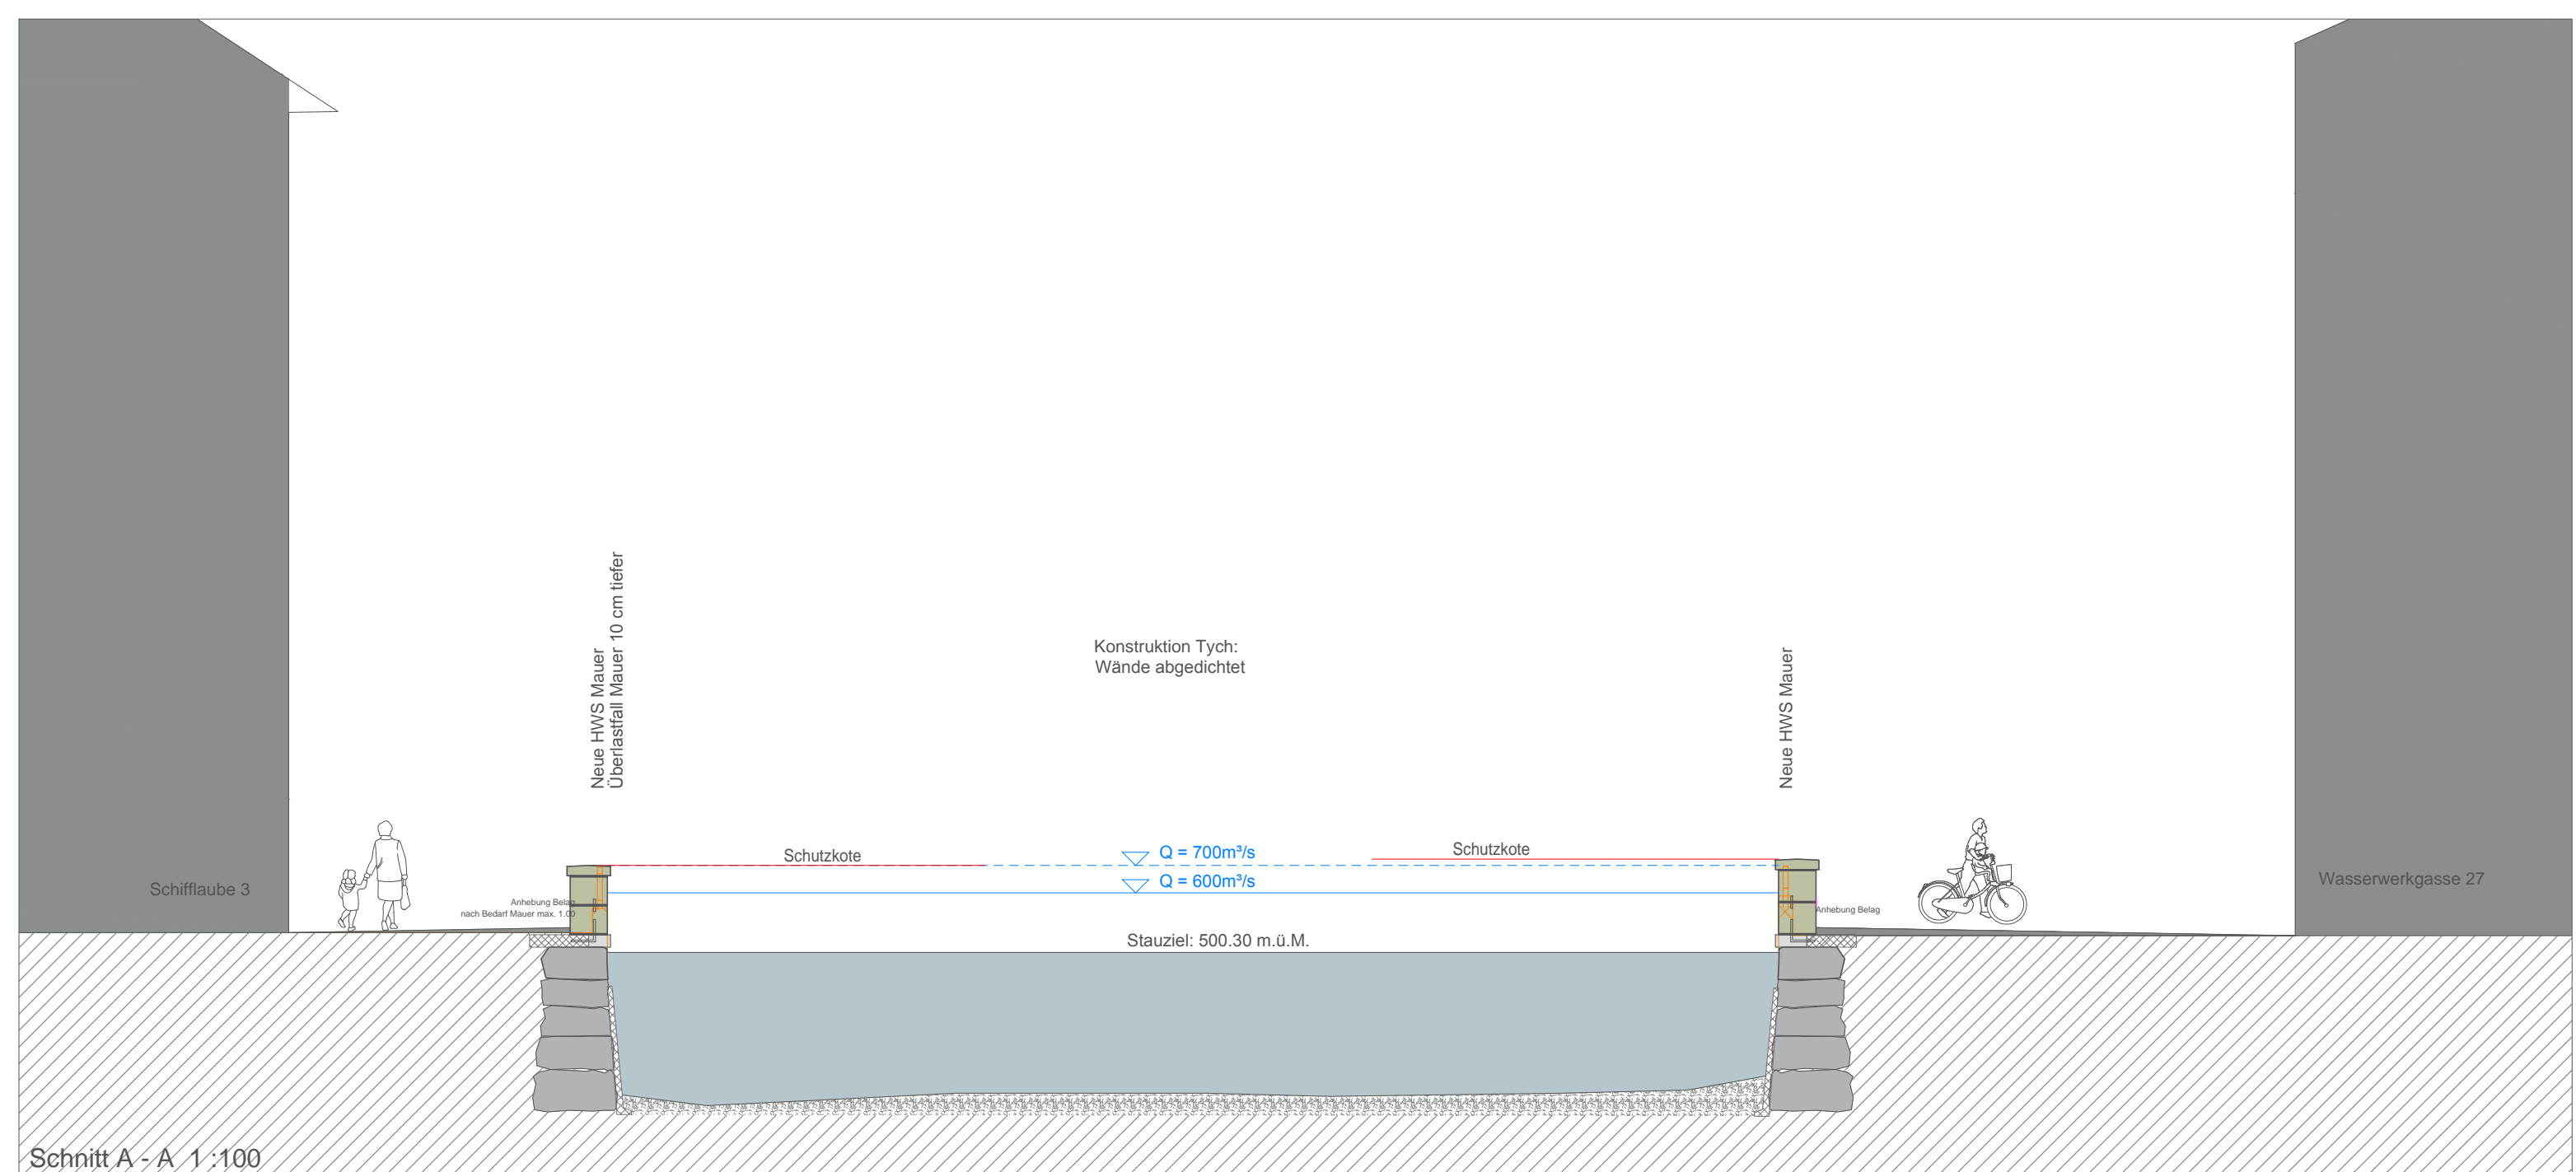 Neue HWS Mauer
Überlastfall Mauer 10 cm tiefer
Konstruktion Tych:
Wände abgedichtet
Neue HWS Mauer
Schutzkote
Q = 700m³/s
Schutzkote
Q = 600m³/s
Schifflaube 3
Wasserwerkgasse 27
Anhebung Belag
nach Bedarf Mauer max. 1.00
Anhebung Belag
Stauziel: 500.30 m.ü.M.
Schnitt A - A 1 :100